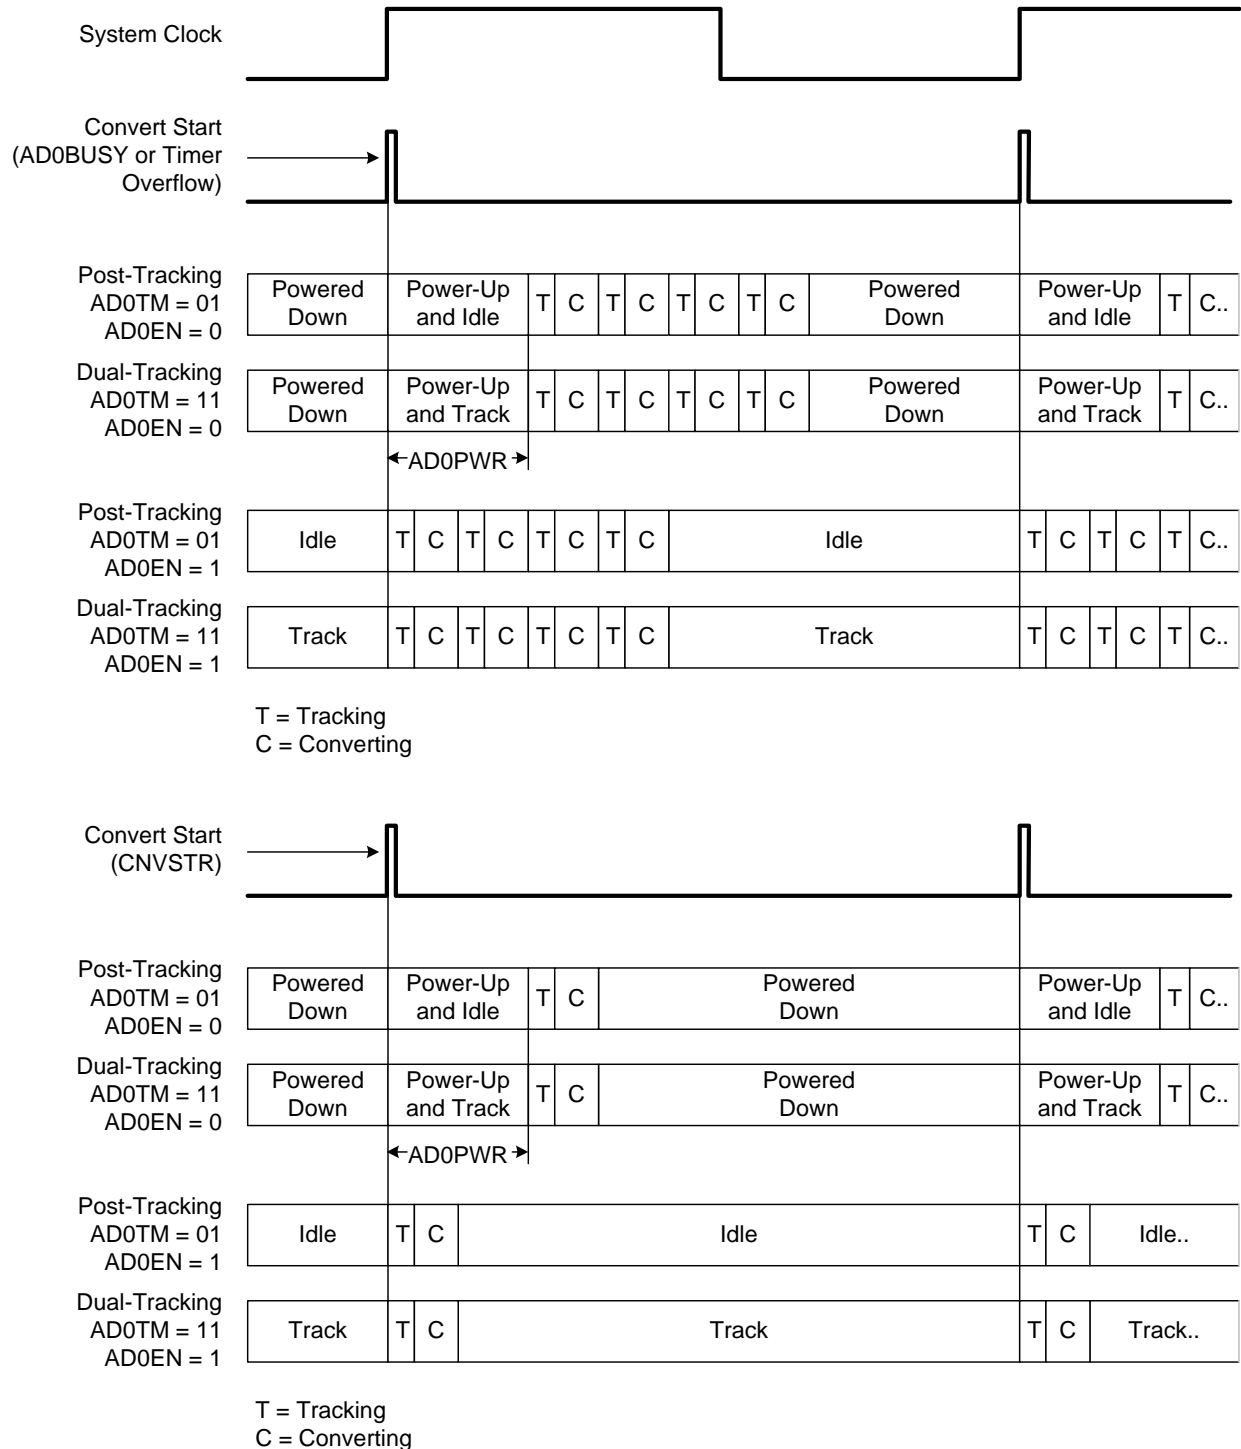 System Clock
Convert Start
(AD0BUSY or Timer
Overflow)
Post-Tracking
AD0TM = 01
AD0EN = 0
Powered
Down
Power-Up
and Idle
T C T C T C T C
Powered
Down
Power-Up
and Idle
T C..
Dual-Tracking
AD0TM = 11
AD0EN = 0
Powered
Down
Power-Up
and Track
T C T C T C T C
Powered
Down
Power-Up
and Track
T C..
AD0PWR
Post-Tracking
AD0TM = 01
AD0EN = 1
Idle T C T C T C T C Idle T C T C T C..
Dual-Tracking
AD0TM = 11
AD0EN = 1
Track T C T C T C T C Track T C T C T C..
T = Tracking
C = Converting
Convert Start
(CNVSTR)
Post-Tracking
AD0TM = 01
AD0EN = 0
Powered
Down
Power-Up
and Idle
T C
Powered
Down
Power-Up
and Idle
T C..
Dual-Tracking
AD0TM = 11
AD0EN = 0
Powered
Down
Power-Up
and Track
T C
Powered
Down
Power-Up
and Track
T C..
AD0PWR
Post-Tracking
AD0TM = 01
AD0EN = 1
Idle T C Idle T C Idle..
Dual-Tracking
AD0TM = 11
AD0EN = 1
Track T C Track T C Track..
T = Tracking
C = Converting